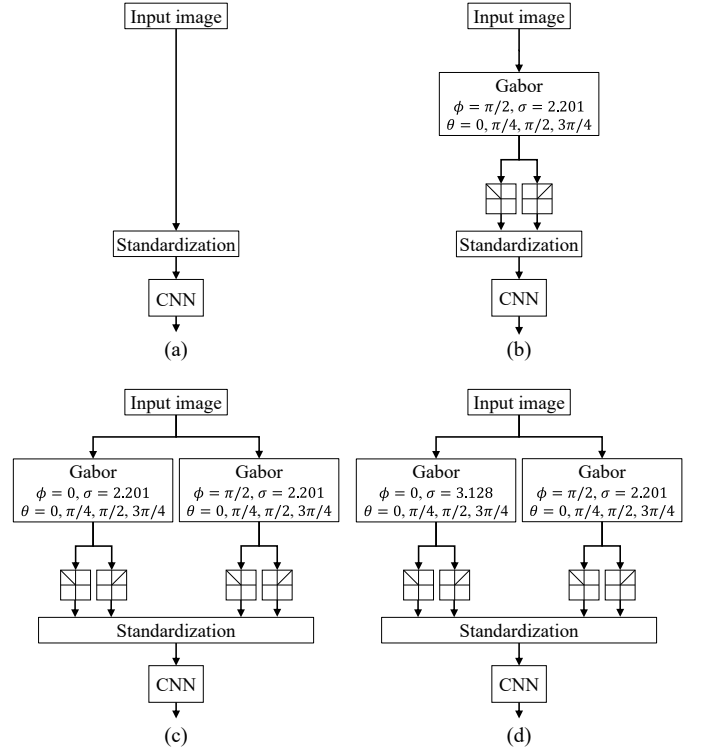 Input image
Standardization
CNN
(a)
Input image
Gabor
ϕ = π/2, σ = 2.201
θ = 0, π/4, π/2, 3π/4
Standardization
CNN
(b)
Input image
Gabor
ϕ = 0, σ = 2.201
θ = 0, π/4, π/2, 3π/4
Gabor
ϕ = π/2, σ = 2.201
θ = 0, π/4, π/2, 3π/4
Standardization
CNN
(c)
Input image
Gabor
ϕ = 0, σ = 3.128
θ = 0, π/4, π/2, 3π/4
Gabor
ϕ = π/2, σ = 2.201
θ = 0, π/4, π/2, 3π/4
Standardization
CNN
(d)